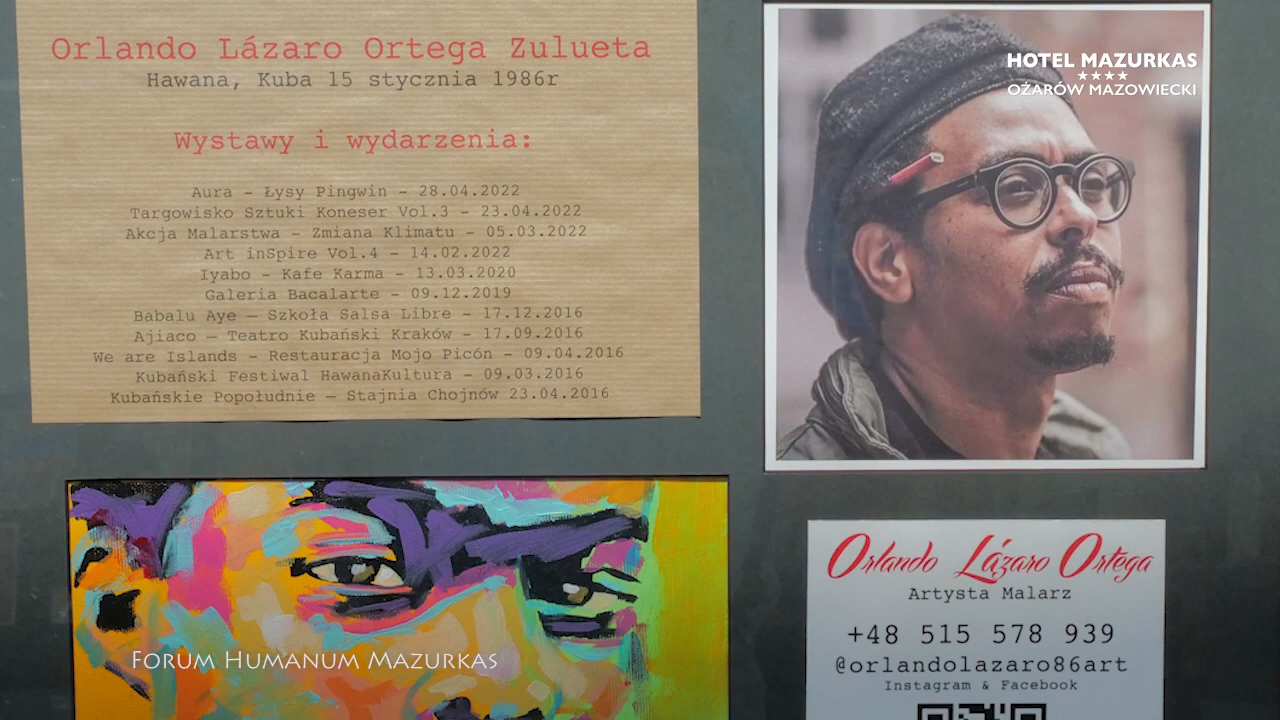 Orlando Lázaro Ortega Zulueta
Hawana, Kuba 15 stycznia 1986r
Wystawy i wydarzenia:
Aura – Łysy Pingwin – 28.04.2022
Targowisko Sztuki Koneser Vol.3 – 23.04.2022
Akcja Malarstwa – Zmiana Klimatu – 05.03.2022
Art inSpire Vol.4 – 14.02.2022
Iyabo – Kafe Karma – 13.03.2020
Galeria Bacalarte – 09.12.2019
Babalu Aye – Szkoła Salsa Libre – 17.12.2016
Ajiaco – Teatro Kubański Kraków – 17.09.2016
We are Islands – Restauracja Mojo Picón – 09.04.2016
Kubański Festiwal HawanaKultura – 09.03.2016
Kubańskie Popołudnie – Stajnia Chojnów 23.04.2016
HOTEL MAZURKAS
OŻARÓW MAZOWIECKI
Forum Humanum Mazurkas
Orlando Lázaro Ortega
Artysta Malarz
+48 515 578 939
@orlandolazaro86art
Instagram & Facebook